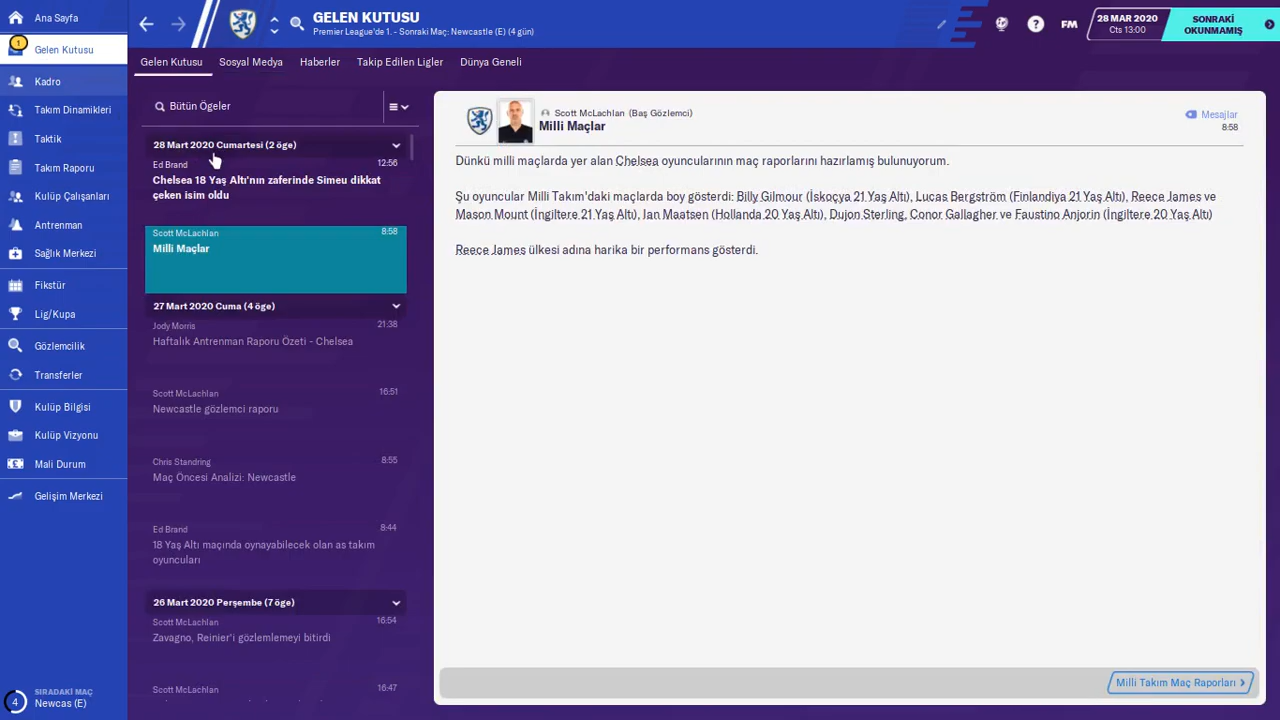 Ana Sayfa
1
Gelen Kutusu
Kadro
Takım Dinamikleri
Taktik
Takım Raporu
Kulüp Çalışanları
Antrenman
Sağlık Merkezi
Fikstür
Lig/Kupa
Gözlemcilik
Transferler
Kulüp Bilgisi
Kulüp Vizyonu
Mali Durum
Gelişim Merkezi
4
SIRADAKİ MAÇ
Newcas (E)
GELEN KUTUSU
Premier League'de 1. - Sonraki Maç: Newcastle (E) (4 gün)
?
FM
28 MAR 2020
Cts 13:00
SONRAKİ
OKUNMAMIŞ
Gelen Kutusu
Sosyal Medya
Haberler
Takip Edilen Ligler
Dünya Geneli
Bütün Ögeler
28 Mart 2020 Cumartesi (2 öge)
Ed Brand 12:56
Chelsea 18 Yaş Altı'nın zaferinde Simeu dikkat
çeken isim oldu
Scott McLachlan 8:58
Milli Maçlar
27 Mart 2020 Cuma (4 öge)
Jody Morris 21:38
Haftalık Antrenman Raporu Özeti - Chelsea
Scott McLachlan 16:51
Newcastle gözlemci raporu
Chris Standring 8:55
Maç Öncesi Analizi: Newcastle
Ed Brand 8:44
18 Yaş Altı maçında oynayabilecek olan as takım
oyuncuları
26 Mart 2020 Perşembe (7 öge)
Scott McLachlan 16:54
Zavagno, Reinier'i gözlemlemeyi bitirdi
Scott McLachlan 16:47
Scott McLachlan (Baş Gözlemci)
Milli Maçlar
Mesajlar
8:58
Dünkü milli maçlarda yer alan Chelsea oyuncularının maç raporlarını hazırlamış bulunuyorum.
Şu oyuncular Milli Takım'daki maçlarda boy gösterdi: Billy Gilmour (İskoçya 21 Yaş Altı), Lucas Bergström (Finlandiya 21 Yaş Altı), Reece James ve
Mason Mount (İngiltere 21 Yaş Altı), Ian Maatsen (Hollanda 20 Yaş Altı), Dujon Sterling, Conor Gallagher ve Faustino Anjorin (İngiltere 20 Yaş Altı)
Reece James ülkesi adına harika bir performans gösterdi.
Milli Takım Maç Raporları